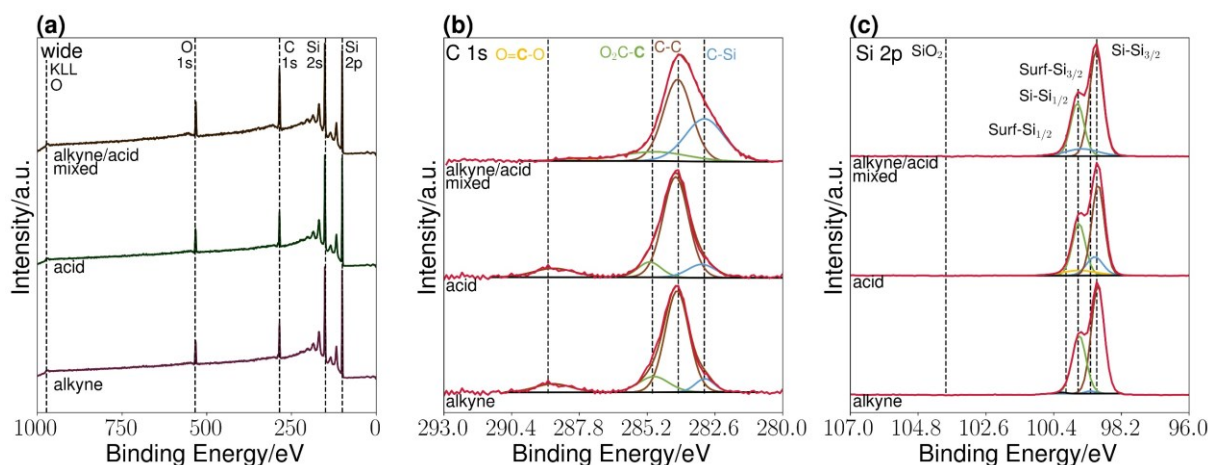 (a)
wide
KLL
O
O
1s
C
1s
Si
2s
Si
2p
alkyne/acid
mixed
acid
alkyne
Intensity/a.u.
1000
750
500
250
0
Binding Energy/eV
(b)
C 1s
O=C-O
O₂C-C
C-C
C-Si
alkyne/acid
mixed
acid
alkyne
Intensity/a.u.
293.0
290.4
287.8
285.2
282.6
280.0
Binding Energy/eV
(c)
Si 2p
SiO₂
Si-Si₃/₂
Surf-Si₃/₂
Si-Si₁/₂
Surf-Si₁/₂
alkyne/acid
mixed
acid
alkyne
Intensity/a.u.
107.0
104.8
102.6
100.4
98.2
96.0
Binding Energy/eV